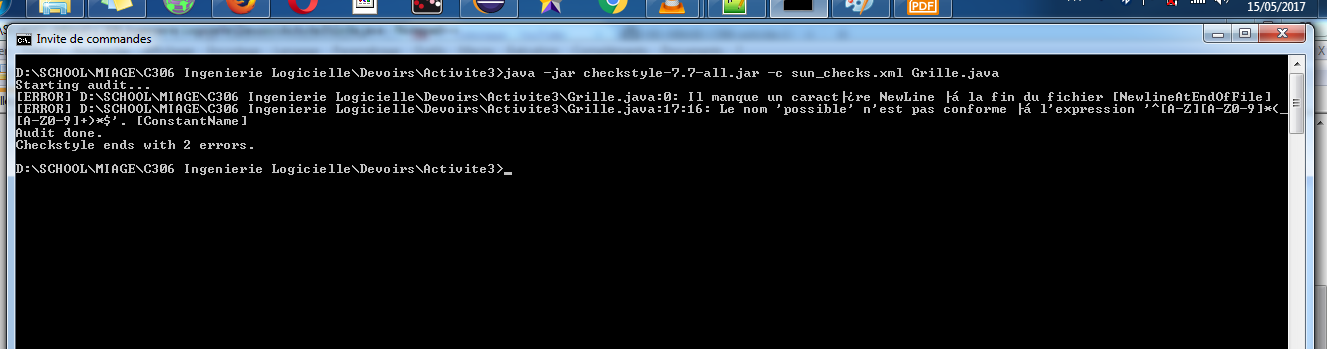 15/05/2017
PDF
Invite de commandes
D:\SCHOOL\MIAGE\C306 Ingenierie Logicielle\Devoirs\Activite3>java -jar checkstyle-7.7-all.jar -c sun_checks.xml Grille.java
Starting audit...
[ERROR] D:\SCHOOL\MIAGE\C306 Ingenierie Logicielle\Devoirs\Activite3\Grille.java:0: Il manque un caract├¿re NewLine ├á la fin du fichier [NewlineAtEndOfFile]
[ERROR] D:\SCHOOL\MIAGE\C306 Ingenierie Logicielle\Devoirs\Activite3\Grille.java:17:16: Le nom 'possible' n'est pas conforme ├á l'expression '^[A-Z][A-Z0-9]*(_
[A-Z0-9]+)*$'. [ConstantName]
Audit done.
Checkstyle ends with 2 errors.
D:\SCHOOL\MIAGE\C306 Ingenierie Logicielle\Devoirs\Activite3>_